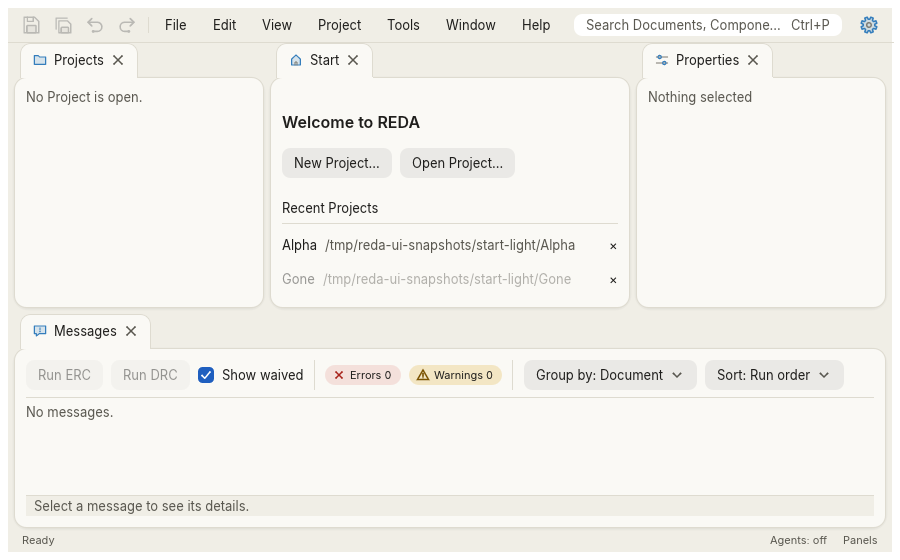 File Edit View Project Tools Window Help Search Documents, Compone... Ctrl+P
Projects
Start
Properties
No Project is open.
Nothing selected
Welcome to REDA
New Project... Open Project...
Recent Projects
Alpha /tmp/reda-ui-snapshots/start-light/Alpha
Gone /tmp/reda-ui-snapshots/start-light/Gone
Messages
Run ERC Run DRC Show waived Errors 0 Warnings 0 Group by: Document Sort: Run order
No messages.
Select a message to see its details.
Ready Agents: off Panels